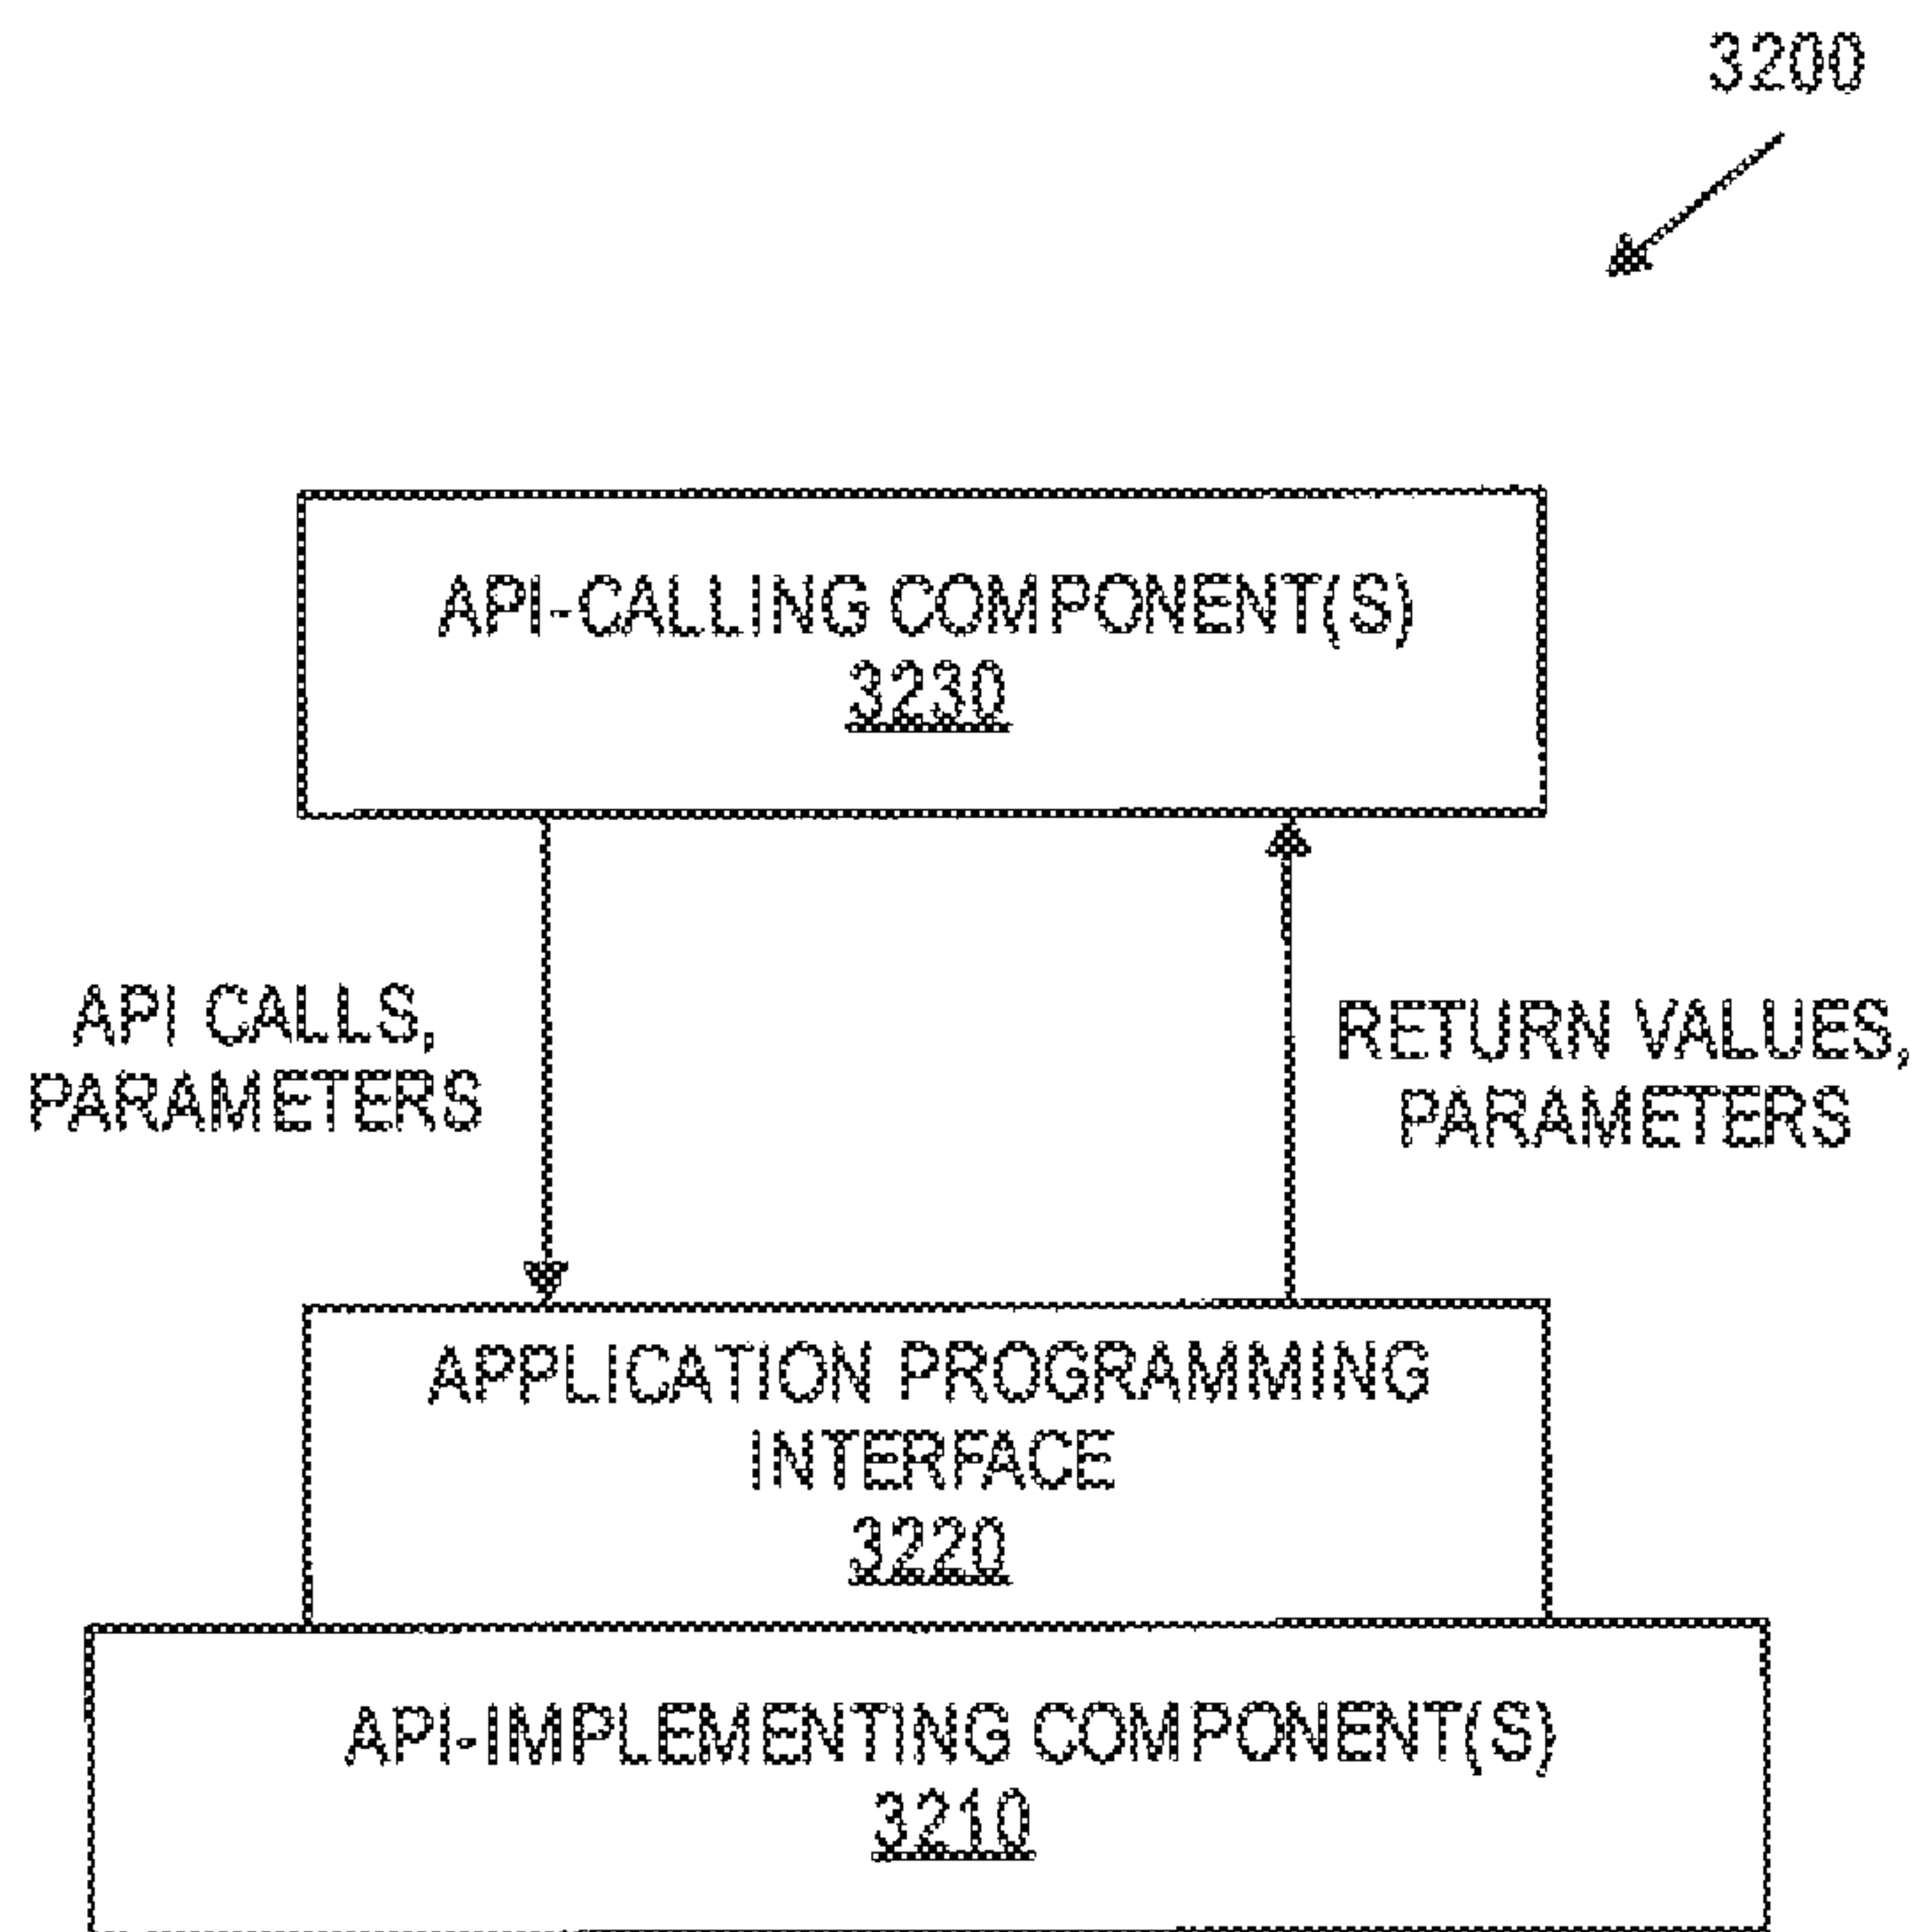 3200
API-CALLING COMPONENT(S)
3230
API CALLS,
PARAMETERS
RETURN VALUES,
PARAMETERS
APPLICATION PROGRAMMING
INTERFACE
3220
API-IMPLEMENTING COMPONENT(S)
3210